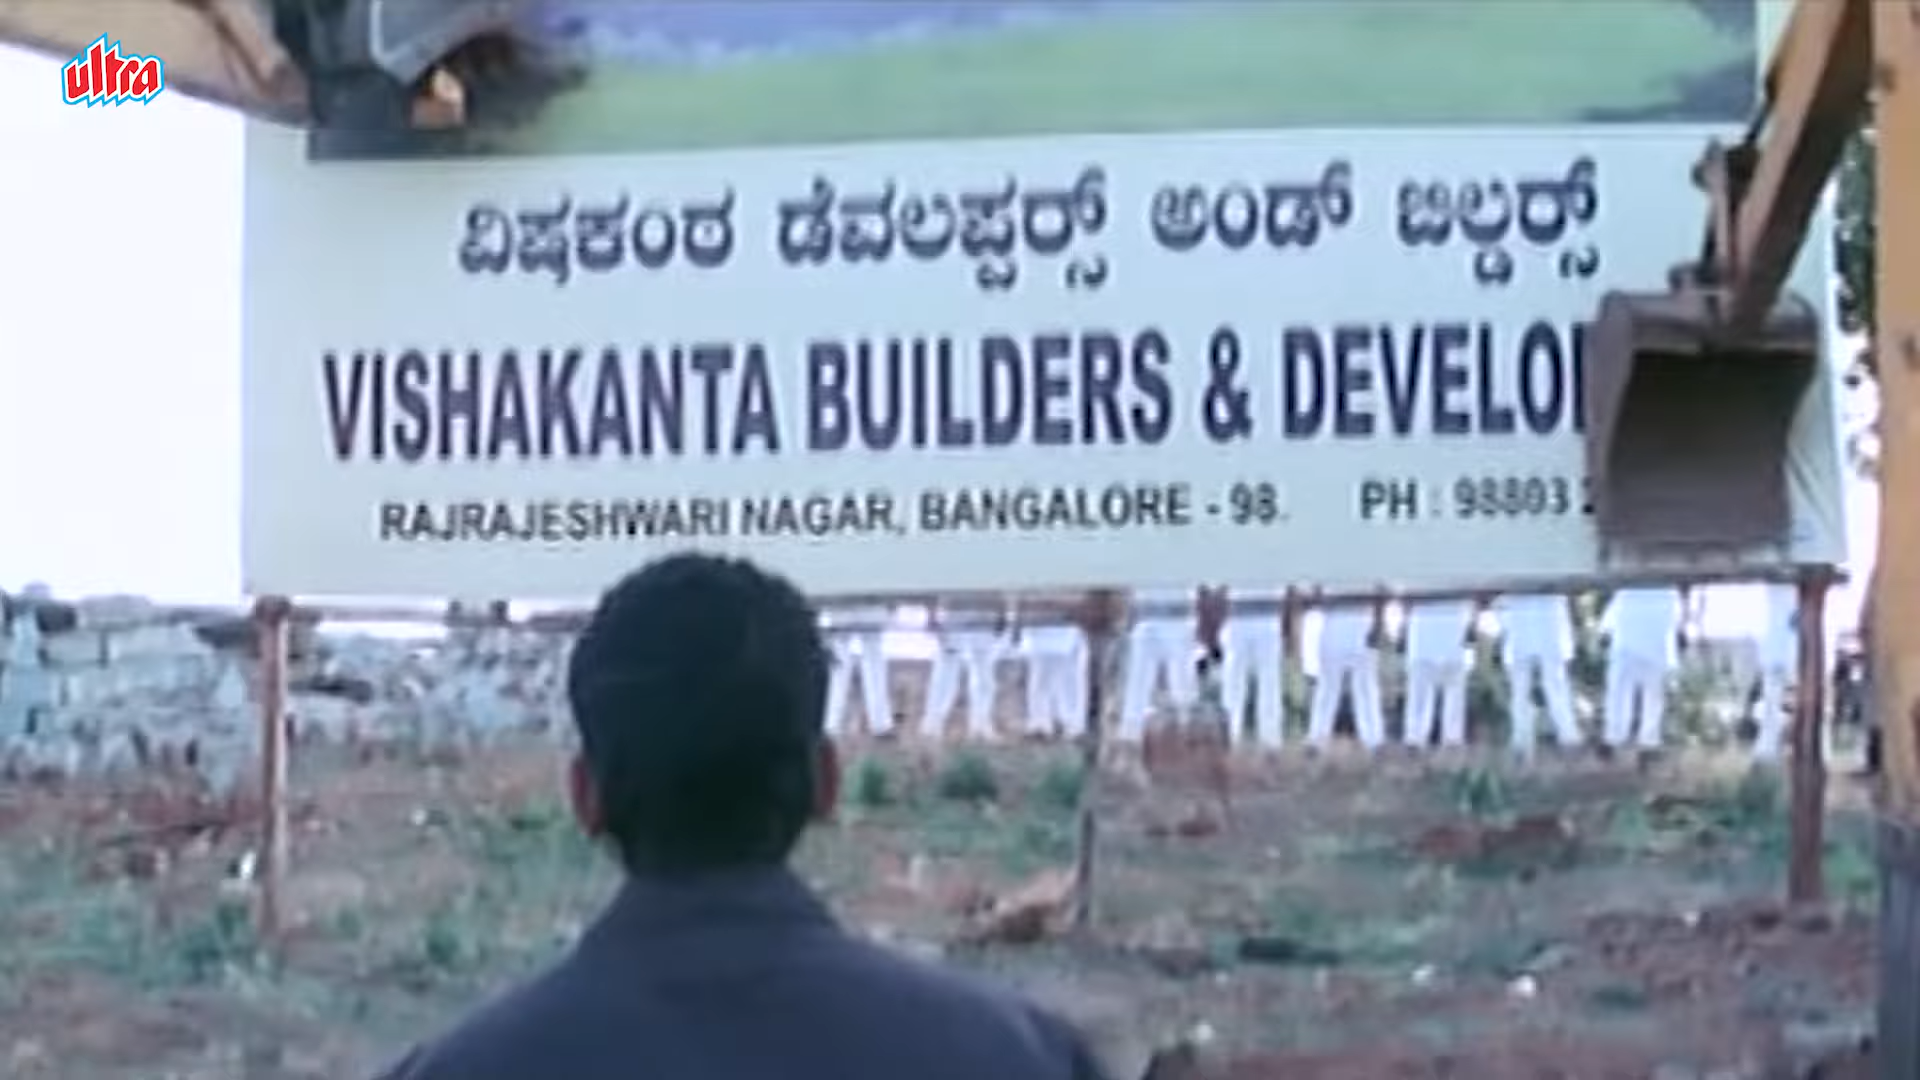 ultra
ವಿಷಕಂಠ ಡೆವಲಪ್ಪರ್ಸ್ ಅಂಡ್ ಬಿಲ್ಡರ್ಸ್
VISHAKANTA BUILDERS & DEVELO
RAJRAJESHWARI NAGAR, BANGALORE - 98. PH : 98803